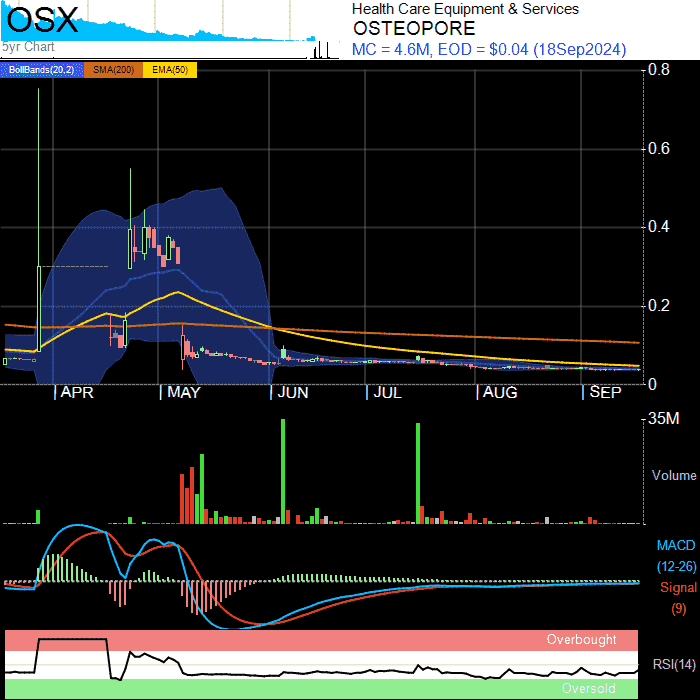 OSX
5yr Chart
Health Care Equipment & Services
OSTEOPORE
MC = 4.6M, EOD = $0.04 (18Sep2024)
BollBands(20,2) SMA(200) EMA(50)
0.8
0.6
0.4
0.2
0
APR MAY JUN JUL AUG SEP
35M
Volume
MACD
(12-26)
Signal
(9)
Overbought
RSI(14)
Oversold